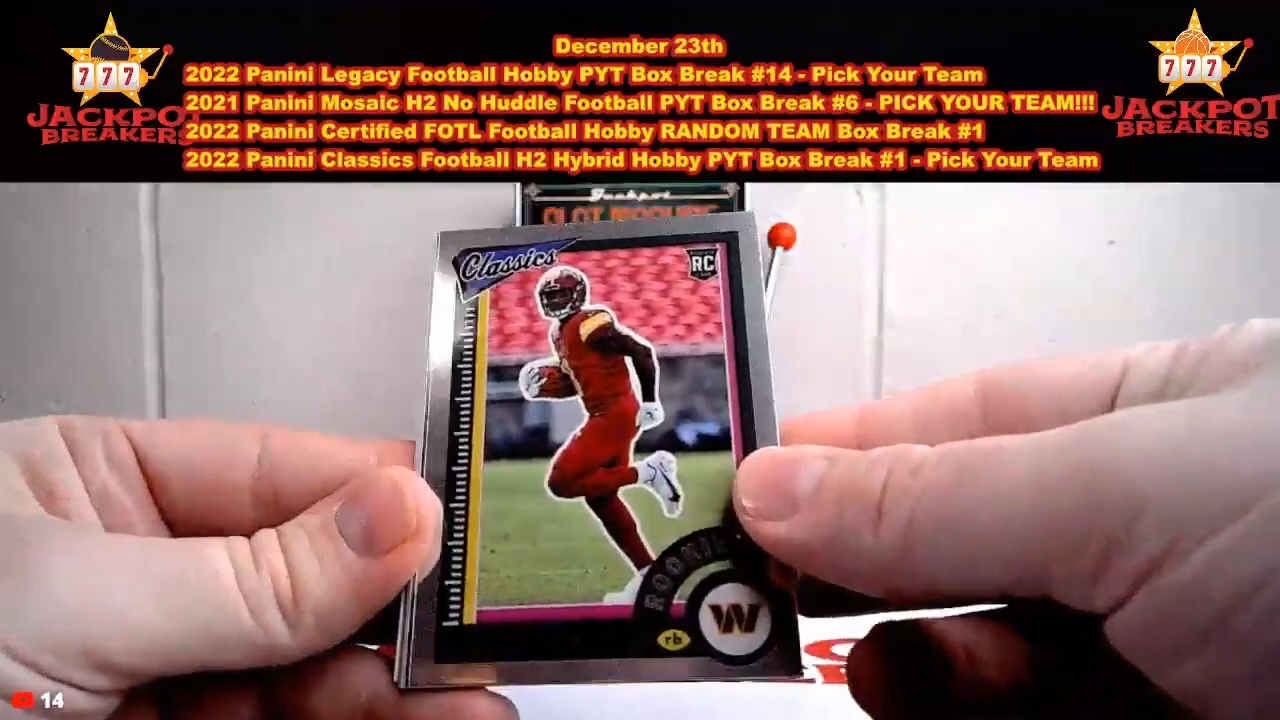 December 23th
2022 Panini Legacy Football Hobby PYT Box Break #14 - Pick Your Team
2021 Panini Mosaic H2 No Huddle Football PYT Box Break #6 - PICK YOUR TEAM!!!
2022 Panini Certified FOTL Football Hobby RANDOM TEAM Box Break #1
2022 Panini Classics Football H2 Hybrid Hobby PYT Box Break #1 - Pick Your Team
777
JACKPOT
BREAKERS
777
JACKPOT
BREAKERS
Classics
RC
ROOKIE
rb
W
14